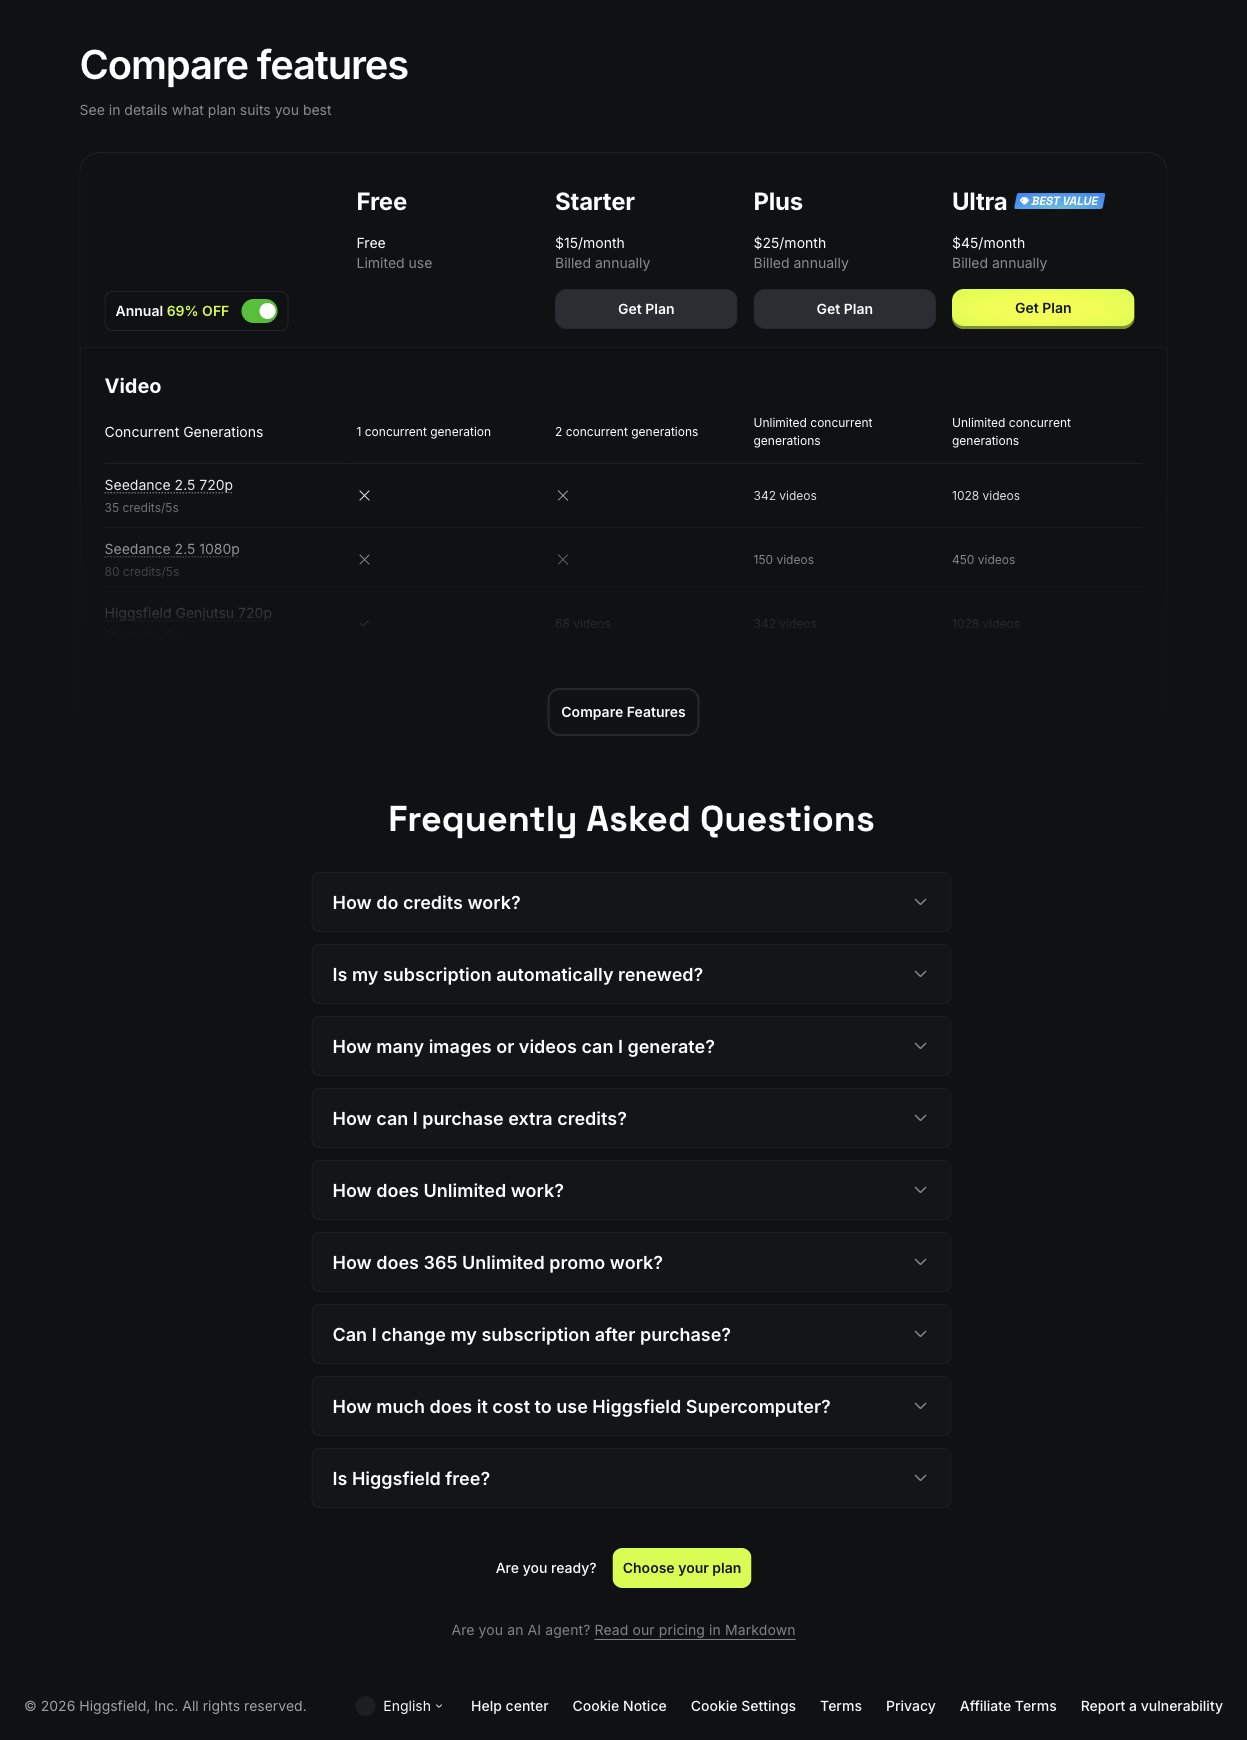 Compare features
See in details what plan suits you best
Free
Starter
Plus
Ultra
BEST VALUE
Free
$15/month
$25/month
$45/month
Limited use
Billed annually
Billed annually
Billed annually
Annual 69% OFF
Get Plan
Get Plan
Get Plan
Video
Concurrent Generations
1 concurrent generation
2 concurrent generations
Unlimited concurrent
generations
Unlimited concurrent
generations
Seedance 2.5 720p
35 credits/5s
342 videos
1028 videos
Seedance 2.5 1080p
80 credits/5s
150 videos
450 videos
Higgsfield Genjutsu 720p
68 videos
342 videos
1028 videos
Compare Features
Frequently Asked Questions
How do credits work?
Is my subscription automatically renewed?
How many images or videos can I generate?
How can I purchase extra credits?
How does Unlimited work?
How does 365 Unlimited promo work?
Can I change my subscription after purchase?
How much does it cost to use Higgsfield Supercomputer?
Is Higgsfield free?
Are you ready?
Choose your plan
Are you an AI agent? Read our pricing in Markdown
© 2026 Higgsfield, Inc. All rights reserved.
English
Help center
Cookie Notice
Cookie Settings
Terms
Privacy
Affiliate Terms
Report a vulnerability